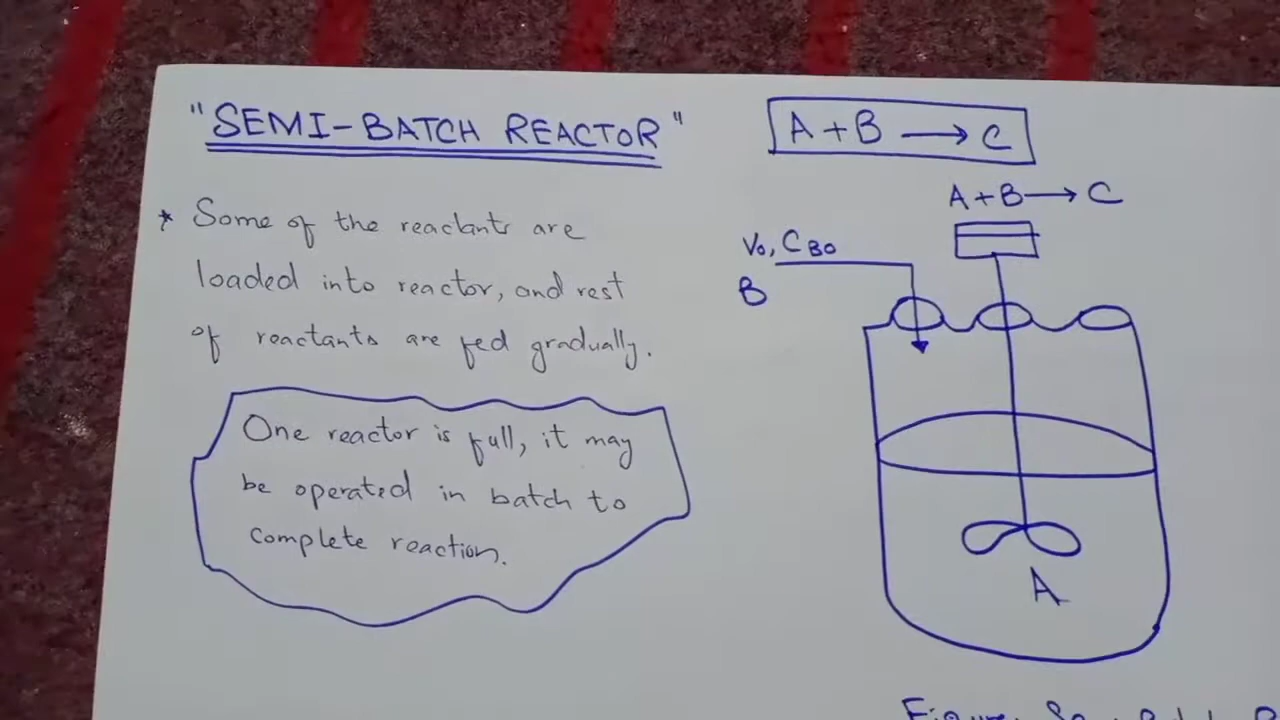 "SEMI-BATCH REACTOR"
A + B → C
A + B → C
* Some of the reactants are
loaded into reactor, and rest
of reactants are fed gradually.
V₀, C_B0
B
One reactor is full, it may
be operated in batch to
complete reaction.
A